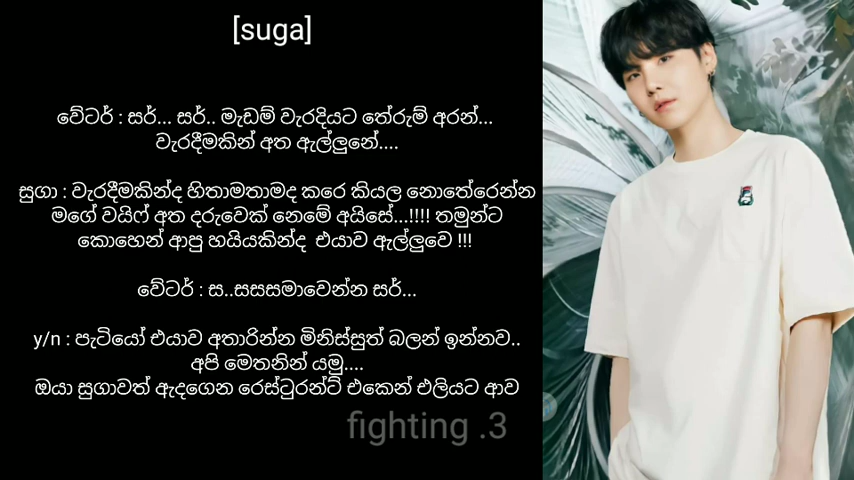 [suga]
වේටර් : සර්... සර්.. මැඩම් වැරදියට තේරුම් අරන්...
වැරදීමකින් අත ඇල්ලුනේ....
සුගා : වැරදීමකින්ද හිතාමතාමද කරෙ කියල නොතේරෙන්න
මගේ වයිෆ් අත දරුවෙක් නෙමේ අයිසේ...!!!! තමුන්ට
කොහෙන් ආපු හයියකින්ද එයාව ඇල්ලුවෙ !!!
වේටර් : ස..සසසමාවෙන්න සර්...
y/n : පැටියෝ එයාව අතාරින්න මිනිස්සුත් බලන් ඉන්නව..
අපි මෙතනින් යමු....
ඔයා සුගාවත් ඇදගෙන රෙස්ටුරන්ට් එකෙන් එලියට ආව
fighting .3